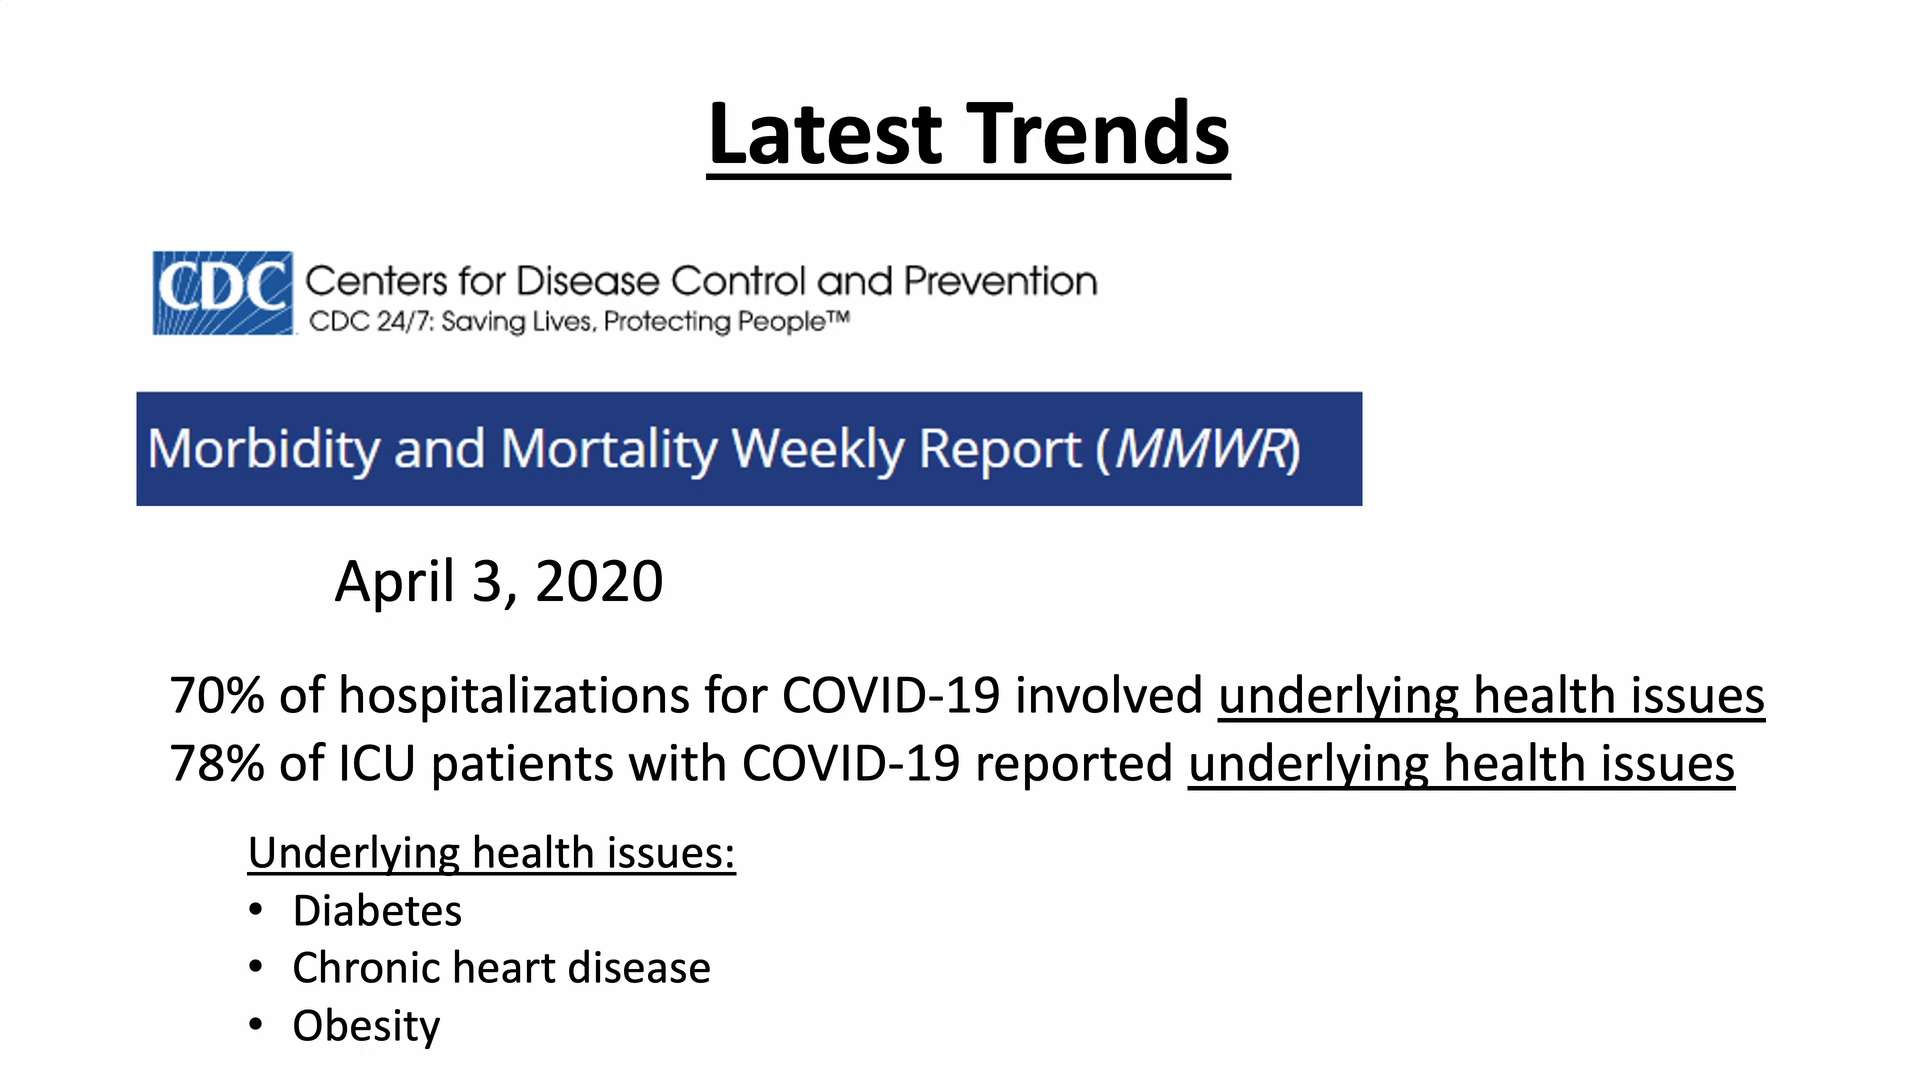 Latest Trends
CDC
Centers for Disease Control and Prevention
CDC 24/7: Saving Lives, Protecting People™
Morbidity and Mortality Weekly Report (MMWR)
April 3, 2020
70% of hospitalizations for COVID-19 involved underlying health issues
78% of ICU patients with COVID-19 reported underlying health issues
Underlying health issues:
• Diabetes
• Chronic heart disease
• Obesity